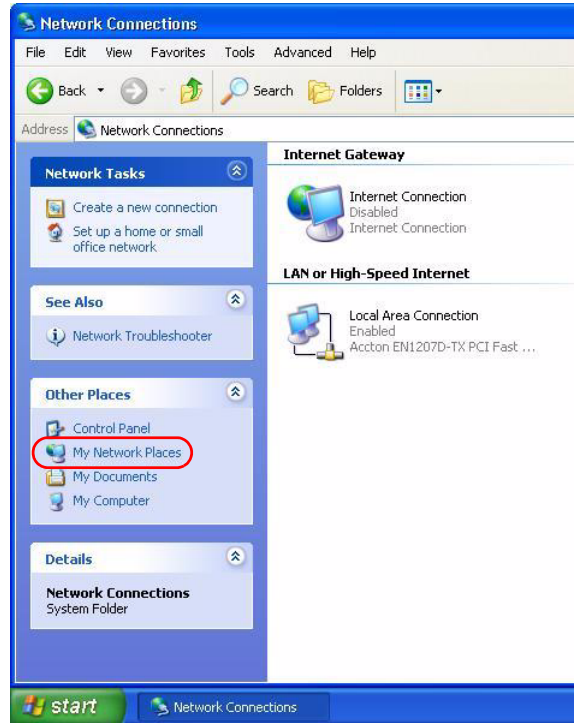 Network Connections
File Edit View Favorites Tools Advanced Help
Back Search Folders
Address Network Connections
Network Tasks
Create a new connection
Set up a home or small
office network
See Also
Network Troubleshooter
Other Places
Control Panel
My Network Places
My Documents
My Computer
Details
Network Connections
System Folder
Internet Gateway
Internet Connection
Disabled
Internet Connection
LAN or High-Speed Internet
Local Area Connection
Enabled
Accton EN1207D-TX PCI Fast ...
start Network Connections